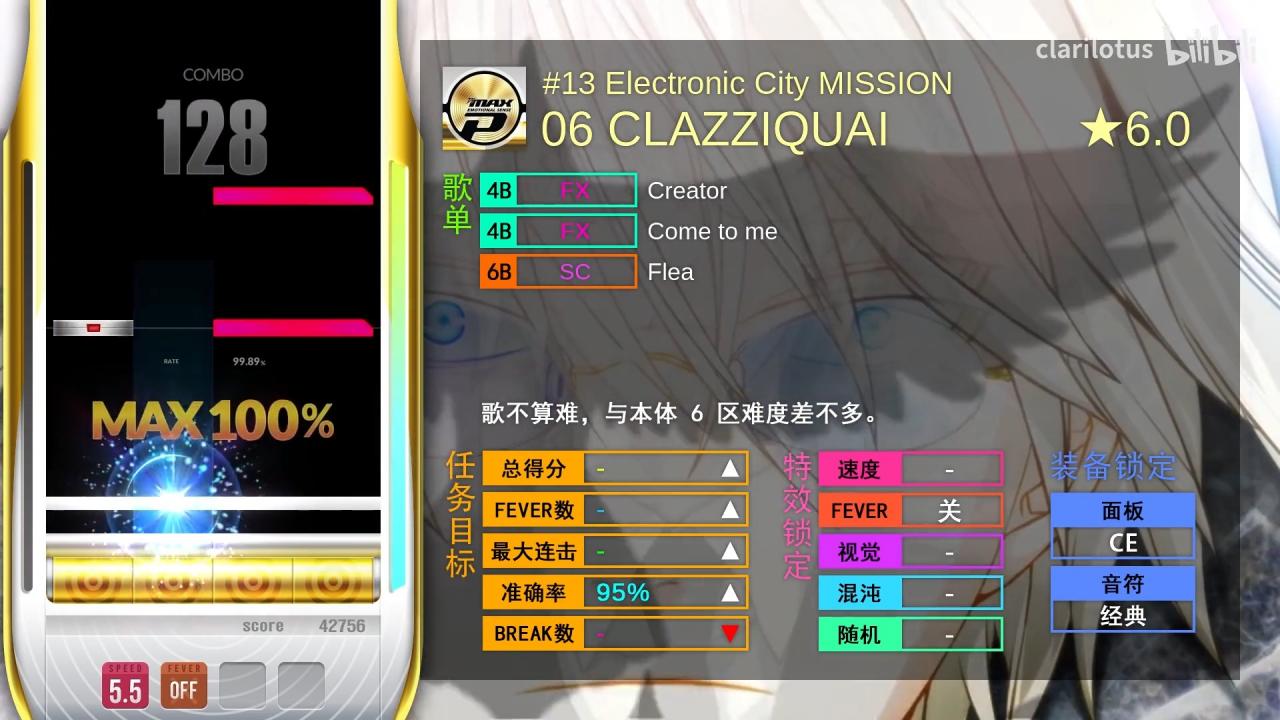 COMBO
128
RATE 99.89%
MAX 100%
score 42756
SPEED
5.5
FEVER
OFF
clarilotus bilibili
MAX
EMOTIONAL SENSE
P
#13 Electronic City MISSION
06 CLAZZIQUAI ★6.0
歌单
4B FX Creator
4B FX Come to me
6B SC Flea
歌不算难，与本体 6 区难度差不多。
任务目标
总得分 - ▲
FEVER数 - ▲
最大连击 - ▲
准确率 95% ▲
BREAK数 - ▼
特效锁定
速度 -
FEVER 关
视觉 -
混沌 -
随机 -
装备锁定
面板
CE
音符
经典